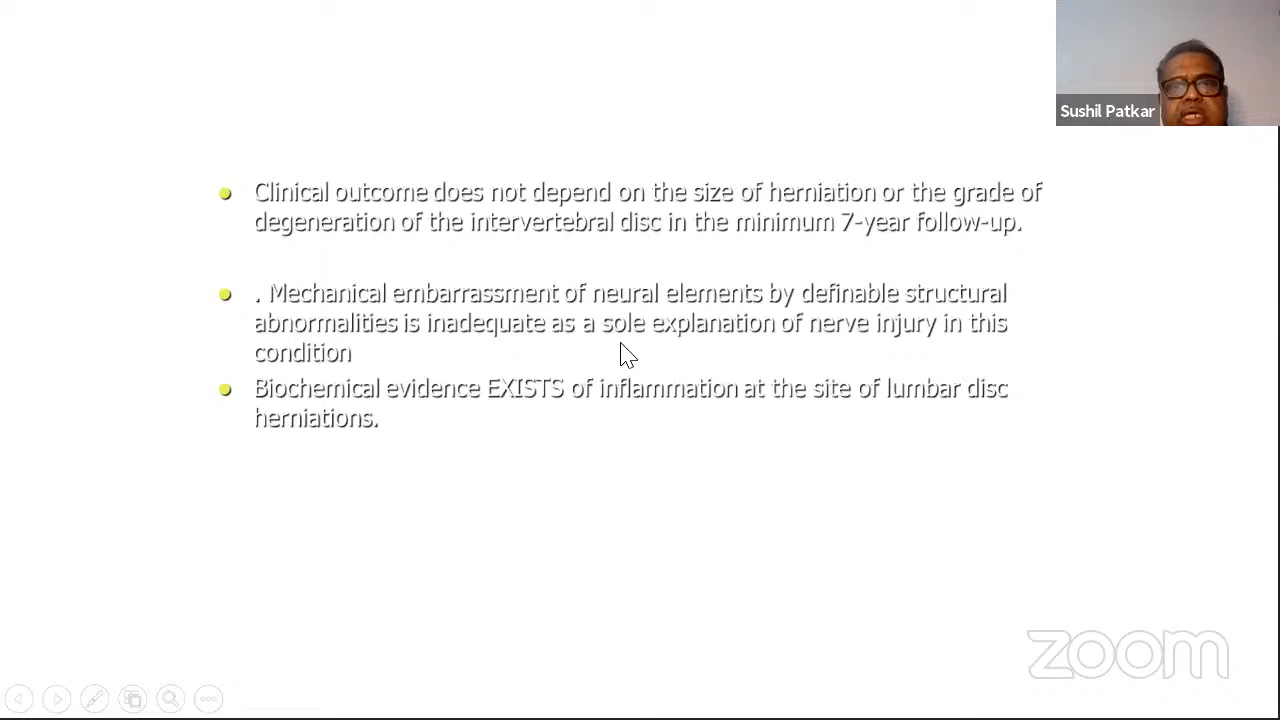 Sushil Patkar
Clinical outcome does not depend on the size of herniation or the grade of
degeneration of the intervertebral disc in the minimum 7-year follow-up.
. Mechanical embarrassment of neural elements by definable structural
abnormalities is inadequate as a sole explanation of nerve injury in this
condition
Biochemical evidence EXISTS of inflammation at the site of lumbar disc
herniations.
zoom